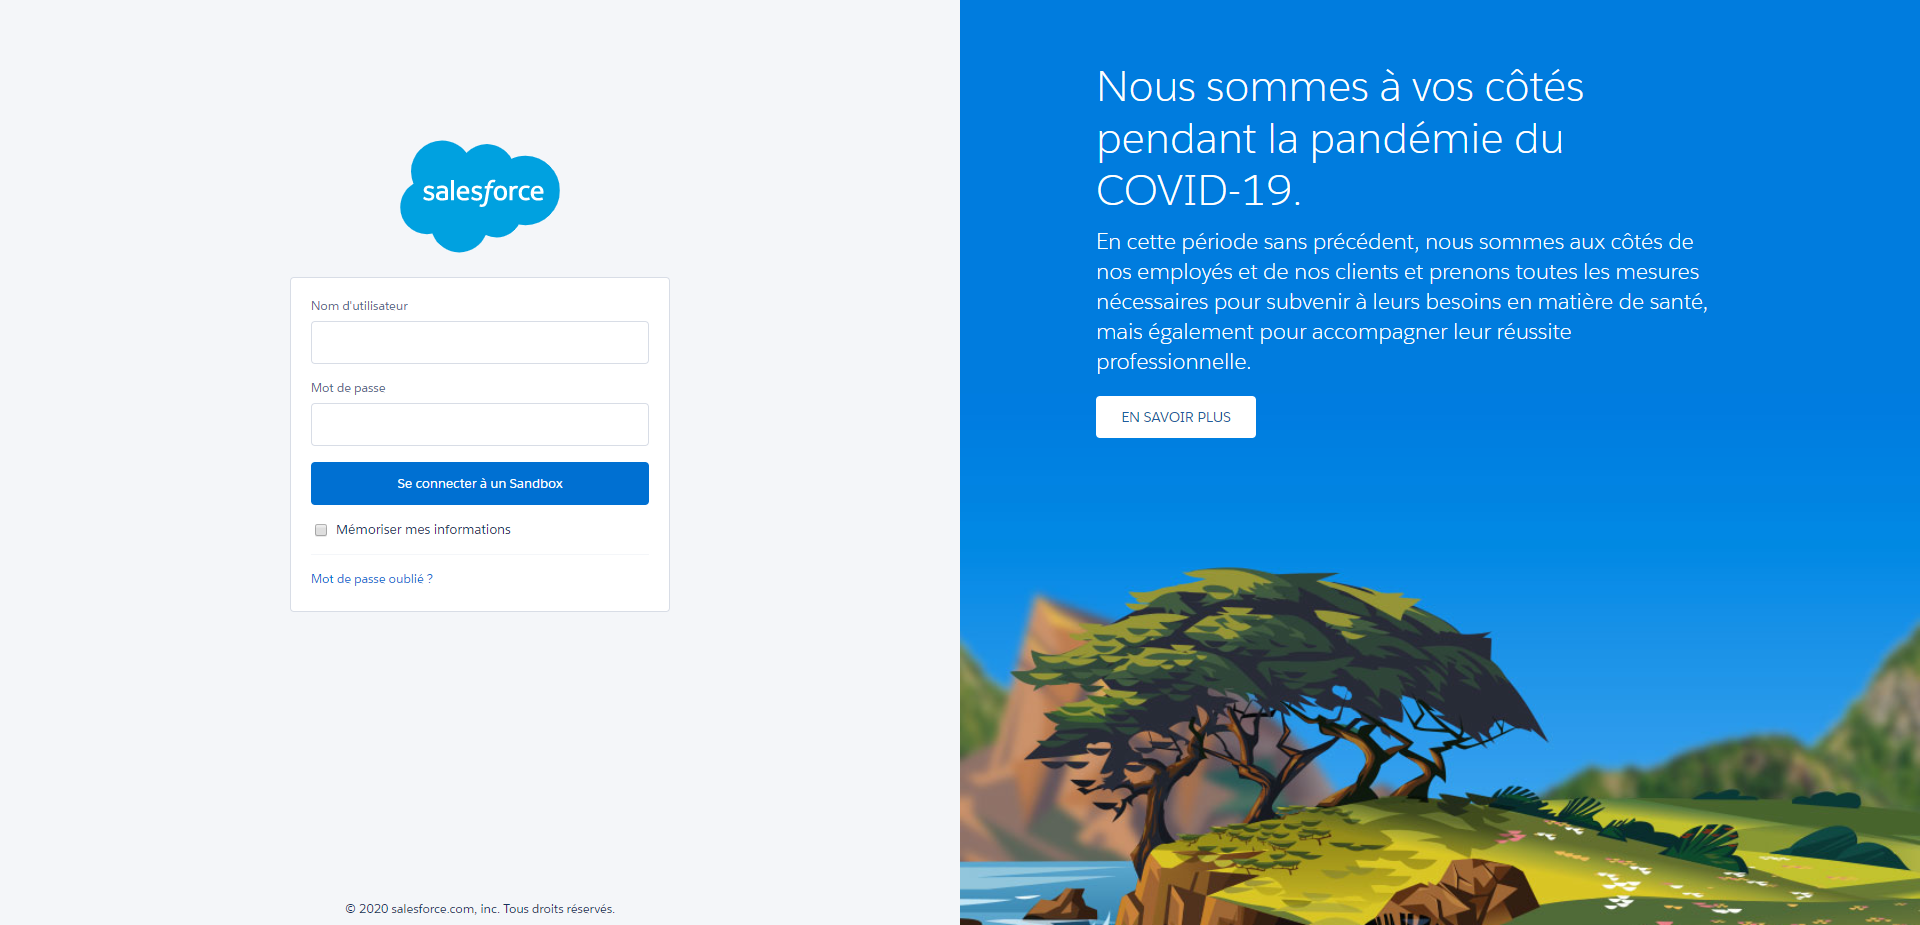 salesforce
Nom d'utilisateur
Mot de passe
Se connecter à un Sandbox
Mémoriser mes informations
Mot de passe oublié ?
© 2020 salesforce.com, inc. Tous droits réservés.
Nous sommes à vos côtés
pendant la pandémie du
COVID-19.
En cette période sans précédent, nous sommes aux côtés de
nos employés et de nos clients et prenons toutes les mesures
nécessaires pour subvenir à leurs besoins en matière de santé,
mais également pour accompagner leur réussite
professionnelle.
EN SAVOIR PLUS